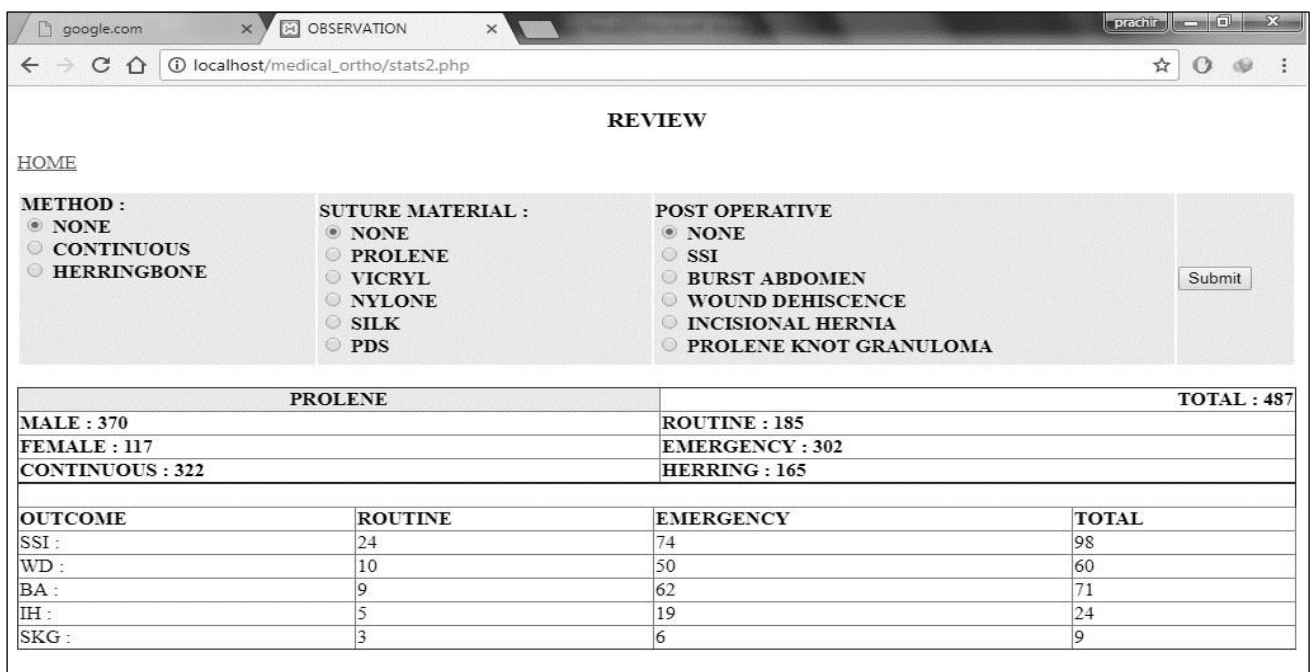 google.com OBSERVATION prachir
localhost/medical_ortho/stats2.php
REVIEW
HOME
METHOD :
NONE
CONTINUOUS
HERRINGBONE
SUTURE MATERIAL :
NONE
PROLENE
VICRYL
NYLONE
SILK
PDS
POST OPERATIVE
NONE
SSI
BURST ABDOMEN
WOUND DEHISCENCE
INCISIONAL HERNIA
PROLENE KNOT GRANULOMA
Submit
PROLENE TOTAL : 487
MALE : 370 ROUTINE : 185
FEMALE : 117 EMERGENCY : 302
CONTINUOUS : 322 HERRING : 165
OUTCOME ROUTINE EMERGENCY TOTAL
SSI : 24 74 98
WD : 10 50 60
BA : 9 62 71
IH : 5 19 24
SKG : 3 6 9